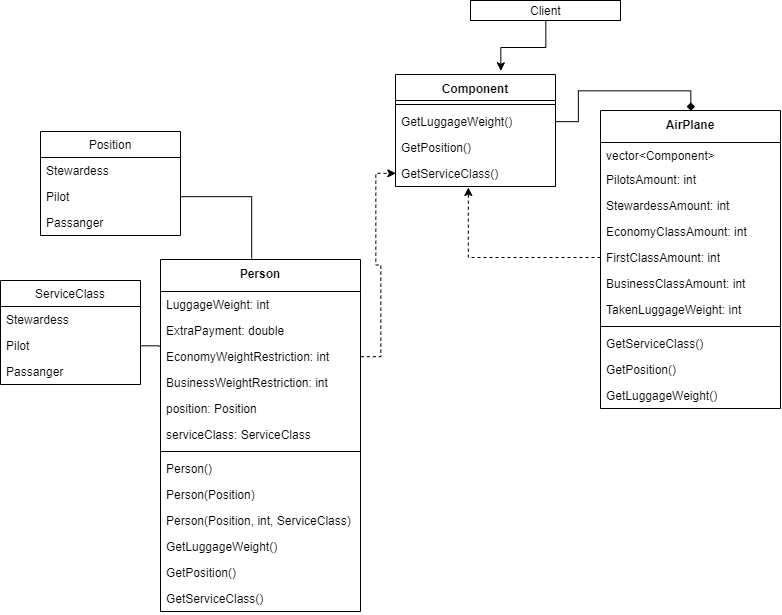 Client
Component
GetLuggageWeight()
GetPosition()
GetServiceClass()
AirPlane
vector<Component>
PilotsAmount: int
StewardessAmount: int
EconomyClassAmount: int
FirstClassAmount: int
BusinessClassAmount: int
TakenLuggageWeight: int
GetServiceClass()
GetPosition()
GetLuggageWeight()
Position
Stewardess
Pilot
Passanger
ServiceClass
Stewardess
Pilot
Passanger
Person
LuggageWeight: int
ExtraPayment: double
EconomyWeightRestriction: int
BusinessWeightRestriction: int
position: Position
serviceClass: ServiceClass
Person()
Person(Position)
Person(Position, int, ServiceClass)
GetLuggageWeight()
GetPosition()
GetServiceClass()